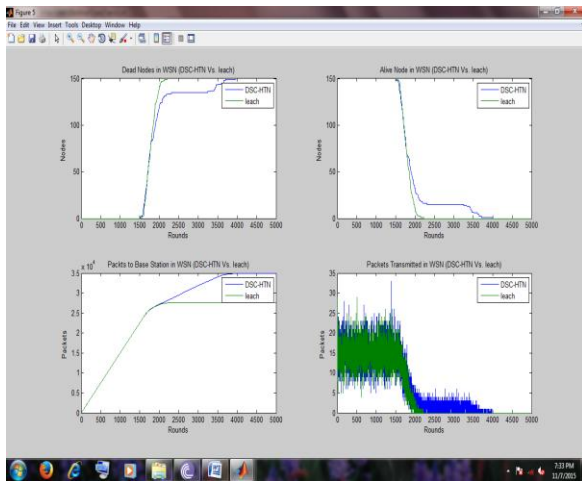 Figure 5
File Edit View Insert Tools Desktop Window Help
Dead Nodes in WSN (DSC-HTN Vs. leach)
150
100
50
0
Nodes
DSC-HTN
leach
0 500 1000 1500 2000 2500 3000 3500 4000 4500 5000
Rounds
Alive Node in WSN (DSC-HTN Vs. leach)
150
100
50
0
Nodes
DSC-HTN
leach
0 500 1000 1500 2000 2500 3000 3500 4000 4500 5000
Rounds
Packts to Base Station in WSN (DSC-HTN Vs. leach)
x 10
3.5
3
2.5
2
1.5
1
0.5
0
Packets
DSC-HTN
leach
0 500 1000 1500 2000 2500 3000 3500 4000 4500 5000
Rounds
Packets Transmitted in WSN (DSC-HTN Vs. leach)
35
30
25
20
15
10
5
0
Packets
DSC-HTN
leach
0 500 1000 1500 2000 2500 3000 3500 4000 4500 5000
Rounds
7:33 PM
11/7/2015